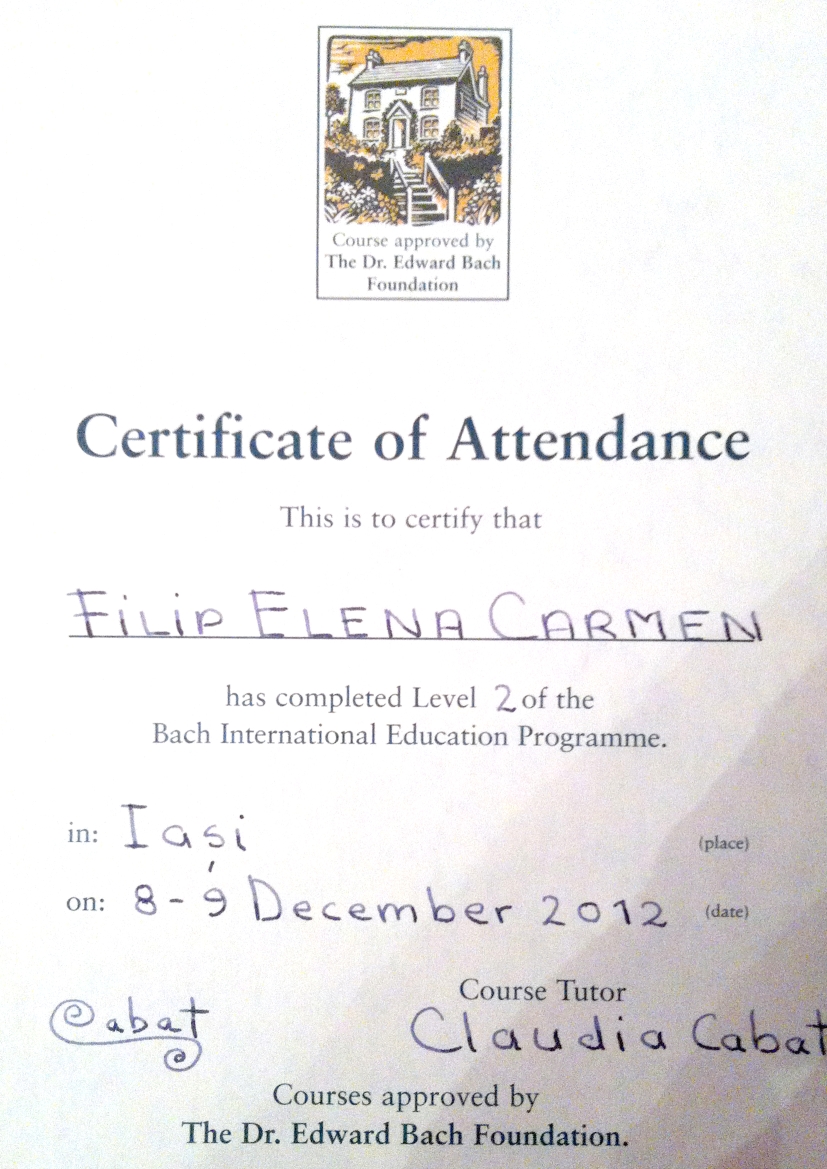 Course approved by
The Dr. Edward Bach
Foundation
Certificate of Attendance
This is to certify that
FiLiP ELENA CARMEN
has completed Level 2 of the
Bach International Education Programme.
in: Iași (place)
on: 8-9 December 2012 (date)
Course Tutor
Cabat Claudia Cabat
Courses approved by
The Dr. Edward Bach Foundation.